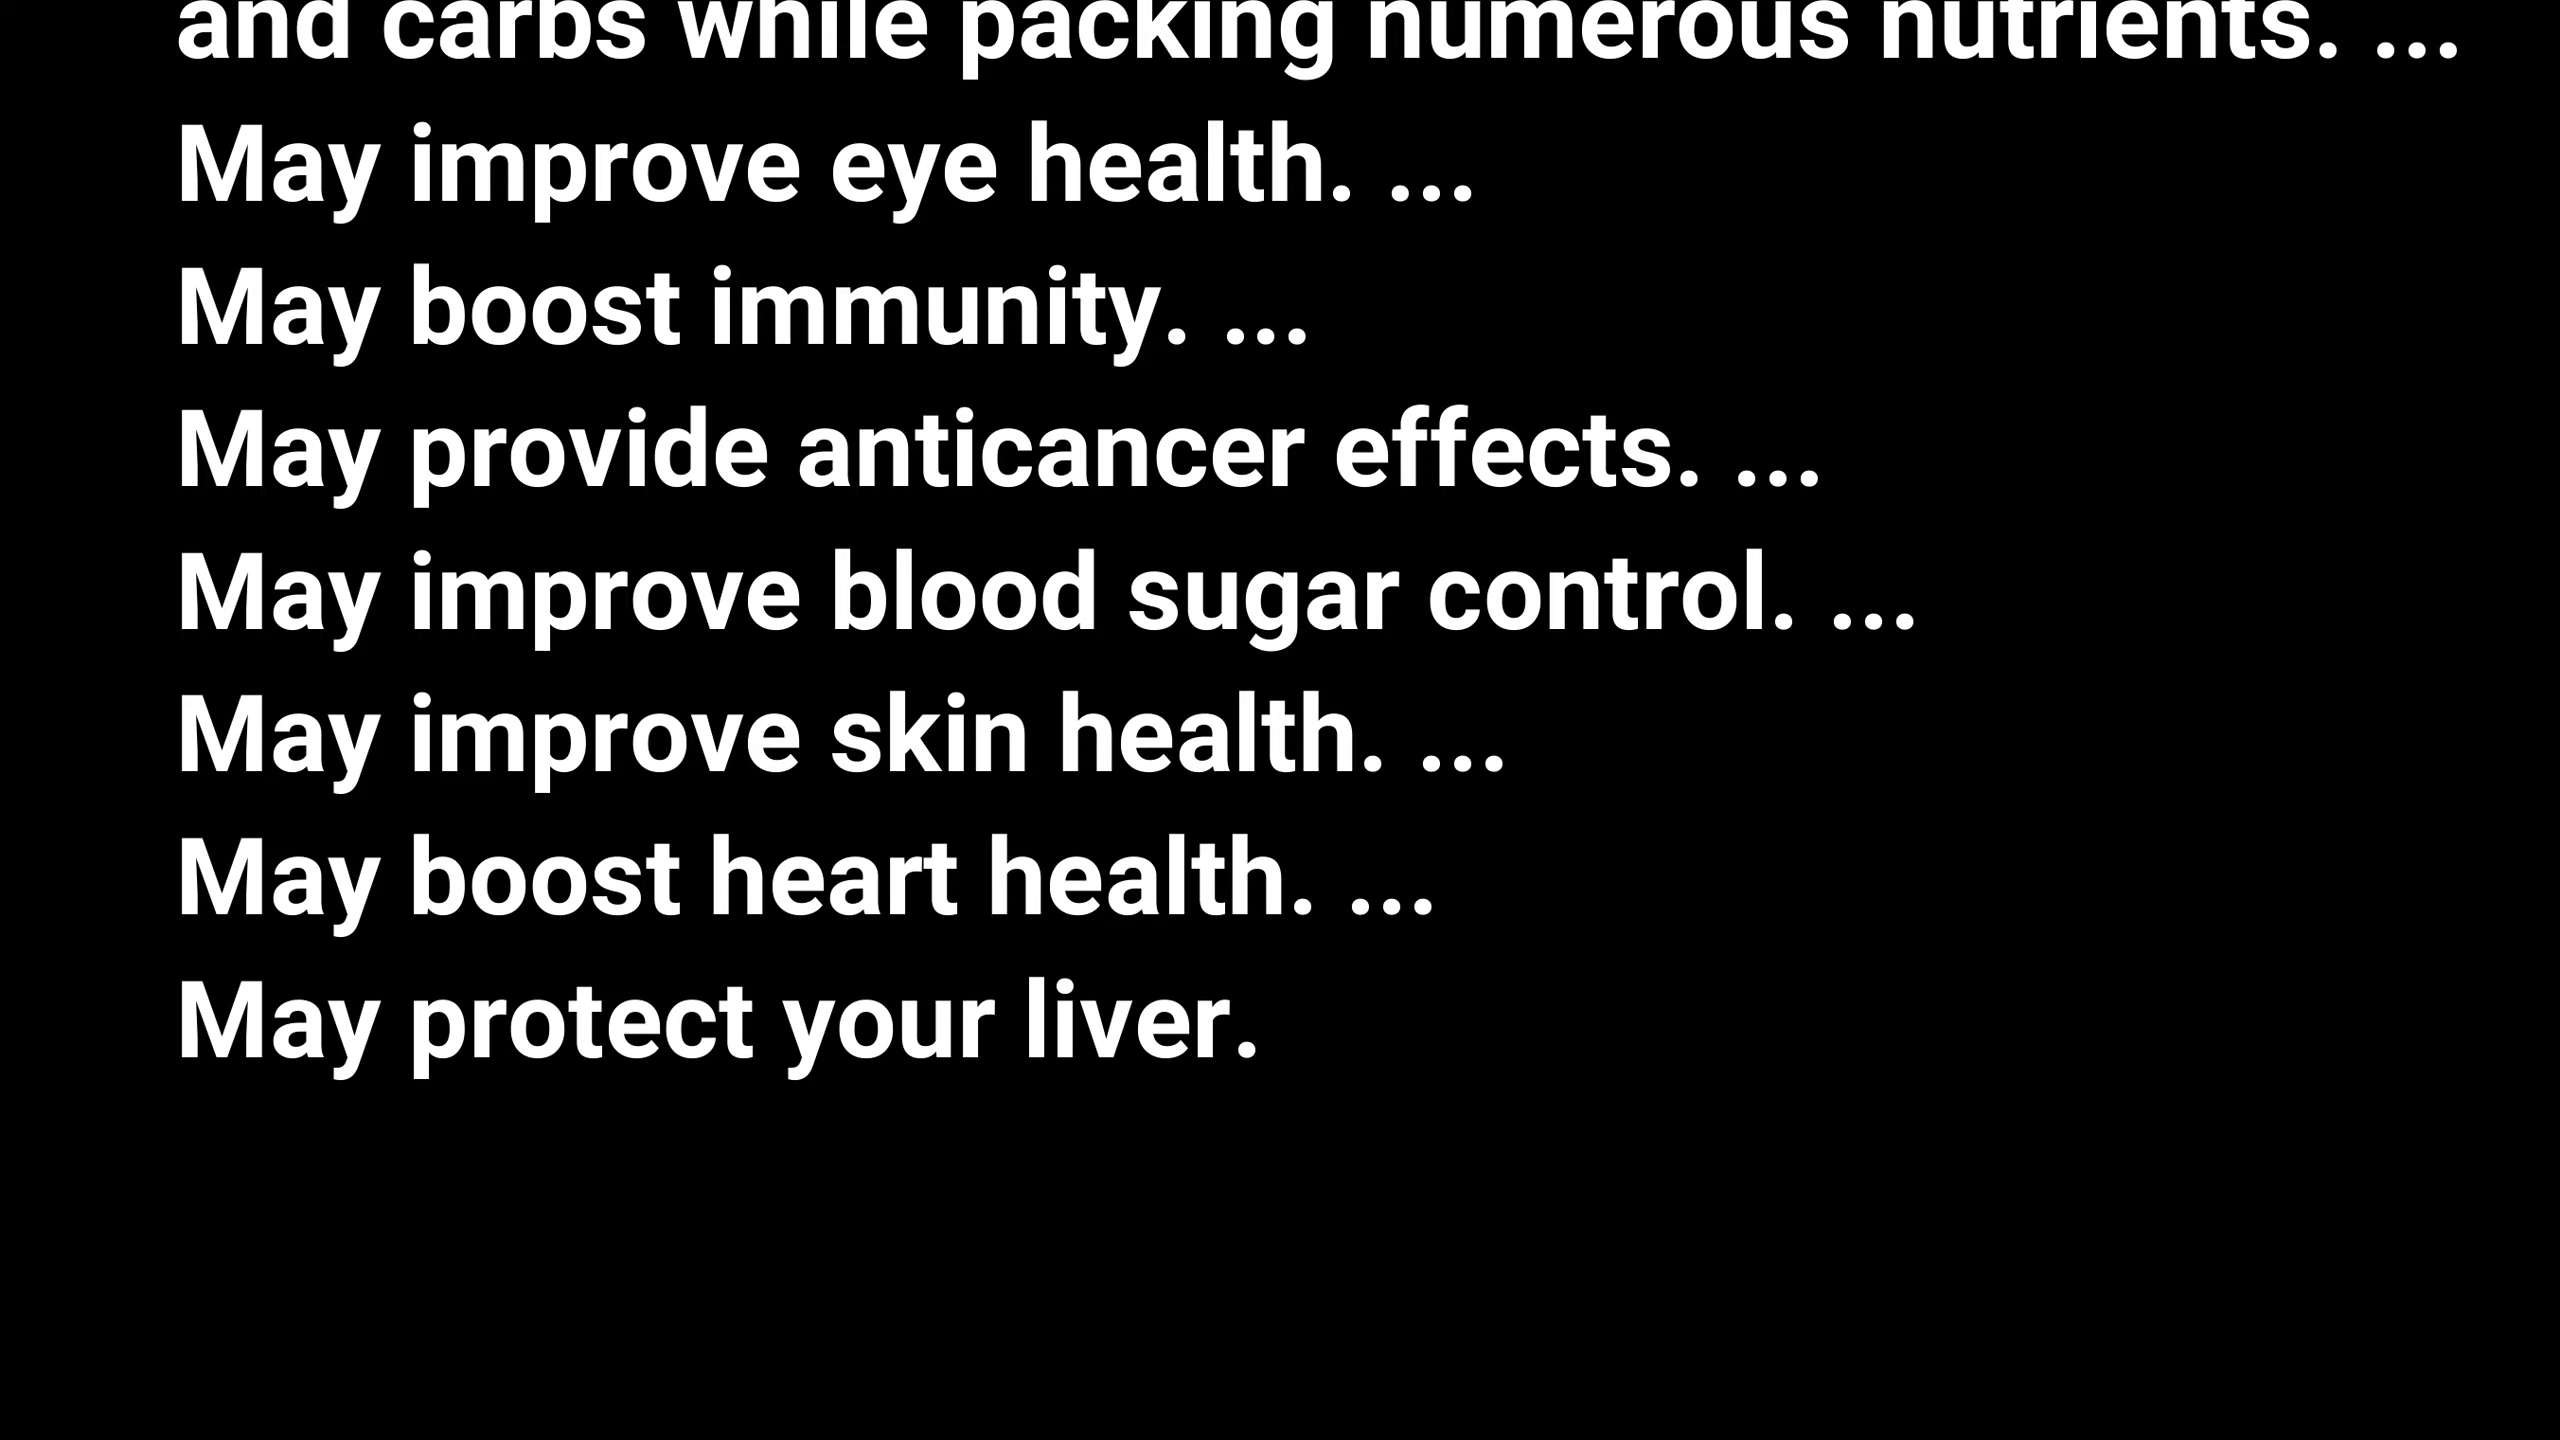 and carbs while packing numerous nutrients. ...
May improve eye health. ...
May boost immunity. ...
May provide anticancer effects. ...
May improve blood sugar control. ...
May improve skin health. ...
May boost heart health. ...
May protect your liver.